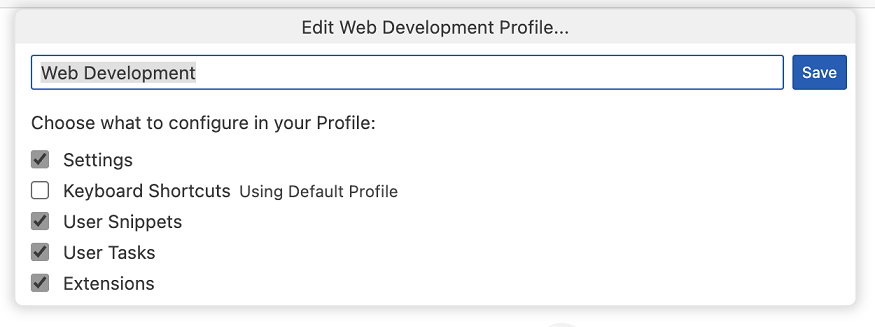 Edit Web Development Profile...
Web Development
Save
Choose what to configure in your Profile:
Settings
Keyboard Shortcuts Using Default Profile
User Snippets
User Tasks
Extensions